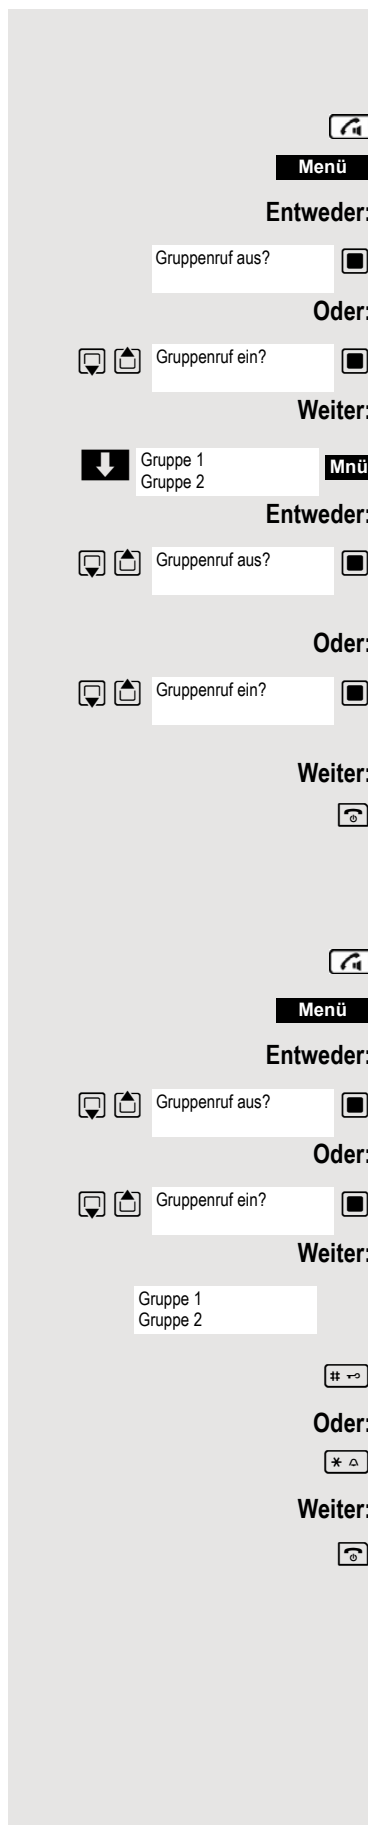 Menü
Entweder:
Gruppenruf aus?
Oder:
Gruppenruf ein?
Weiter:
Gruppe 1 Mnü
Gruppe 2
Entweder:
Gruppenruf aus?
Oder:
Gruppenruf ein?
Weiter:
Menü
Entweder:
Gruppenruf aus?
Oder:
Gruppenruf ein?
Weiter:
Gruppe 1
Gruppe 2
#
Oder:
*
Weiter: